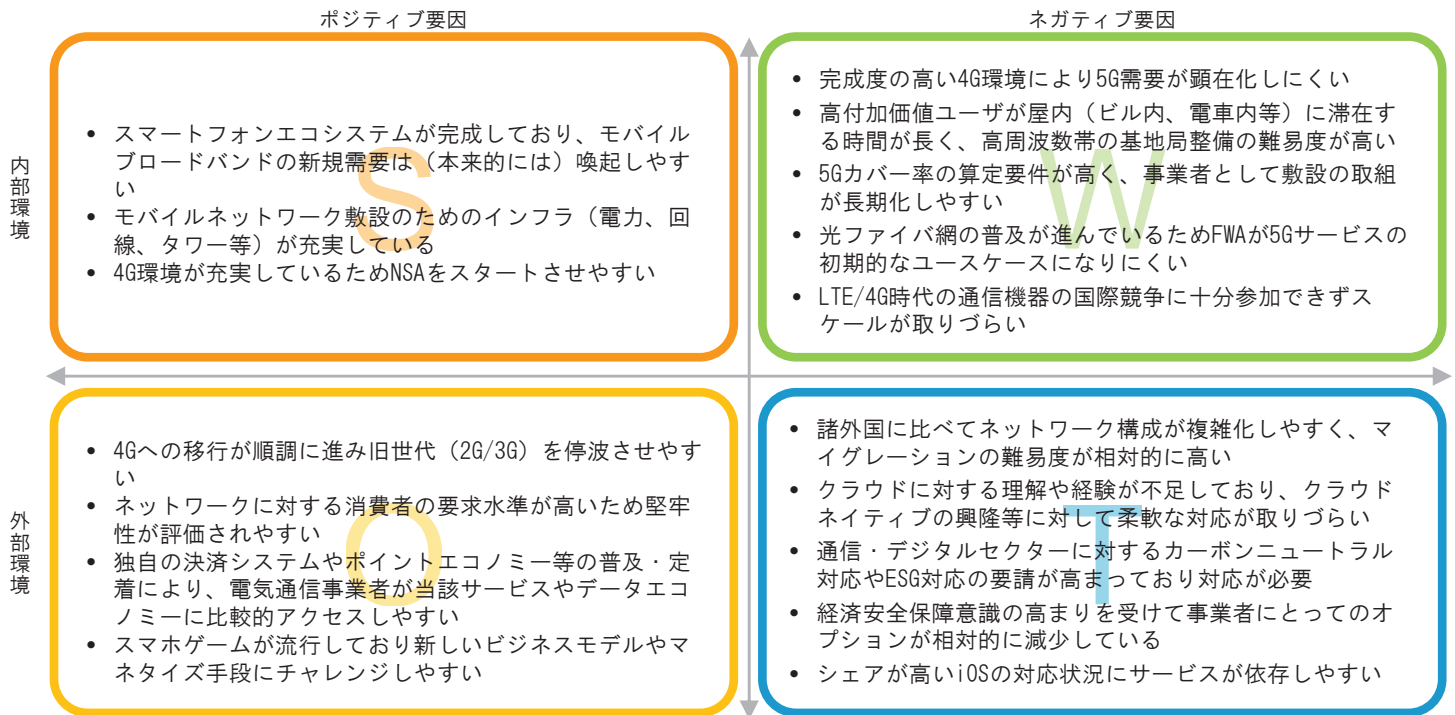 ポジティブ要因
ネガティブ要因
内部環境
S
• スマートフォンエコシステムが完成しており、モバイル
ブロードバンドの新規需要は（本来的には）喚起しやす
い
• モバイルネットワーク敷設のためのインフラ（電力、回
線、タワー等）が充実している
• 4G環境が充実しているためNSAをスタートさせやすい
W
• 完成度の高い4G環境により5G需要が顕在化しにくい
• 高付加価値ユーザが屋内（ビル内、電車内等）に滞在す
る時間が長く、高周波数帯の基地局整備の難易度が高い
• 5Gカバー率の算定要件が高く、事業者として敷設の取組
が長期化しやすい
• 光ファイバ網の普及が進んでいるためFWAが5Gサービスの
初期的なユースケースになりにくい
• LTE/4G時代の通信機器の国際競争に十分参加できずス
ケールが取りづらい
外部環境
O
• 4Gへの移行が順調に進み旧世代（2G/3G）を停波させやす
い
• ネットワークに対する消費者の要求水準が高いため堅牢
性が評価されやすい
• 独自の決済システムやポイントエコノミー等の普及・定
着により、電気通信事業者が当該サービスやデータエコ
ノミーに比較的アクセスしやすい
• スマホゲームが流行しており新しいビジネスモデルやマ
ネタイズ手段にチャレンジしやすい
T
• 諸外国に比べてネットワーク構成が複雑化しやすく、マ
イグレーションの難易度が相対的に高い
• クラウドに対する理解や経験が不足しており、クラウド
ネイティブの興隆等に対して柔軟な対応が取りづらい
• 通信・デジタルセクターに対するカーボンニュートラル
対応やESG対応の要請が高まっており対応が必要
• 経済安全保障意識の高まりを受けて事業者にとってのオ
プションが相対的に減少している
• シェアが高いiOSの対応状況にサービスが依存しやすい